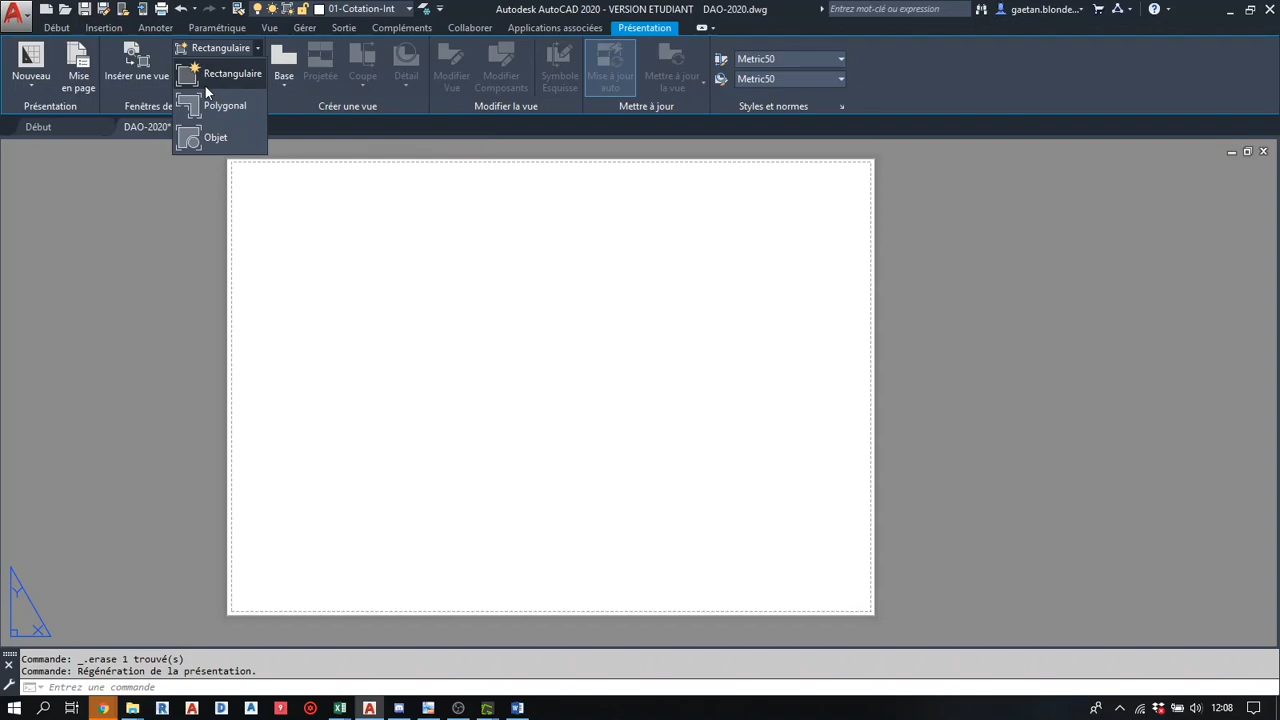 01-Cotation-Int
Autodesk AutoCAD 2020 - VERSION ETUDIANT DAO-2020.dwg
Entrez mot-clé ou expression
gaetan.blonde...
Début Insertion Annoter Paramétrique Vue Gérer Sortie Compléments Collaborer Applications associées Présentation
Nouveau
Mise
en page
Présentation
Insérer une vue
Fenêtres de
Rectangulaire
Rectangulaire
Polygonal
Objet
Base
Projetée
Coupe
Détail
Créer une vue
Modifier
Vue
Modifier
Composants
Symbole
Esquisse
Modifier la vue
Mise à jour
auto
Mettre à jour
la vue
Mettre à jour
Metric50
Metric50
Styles et normes
Début
DAO-2020*
Y
X
Commande: _.erase 1 trouvé(s)
Commande: Régénération de la présentation.
Entrez une commande
12:08